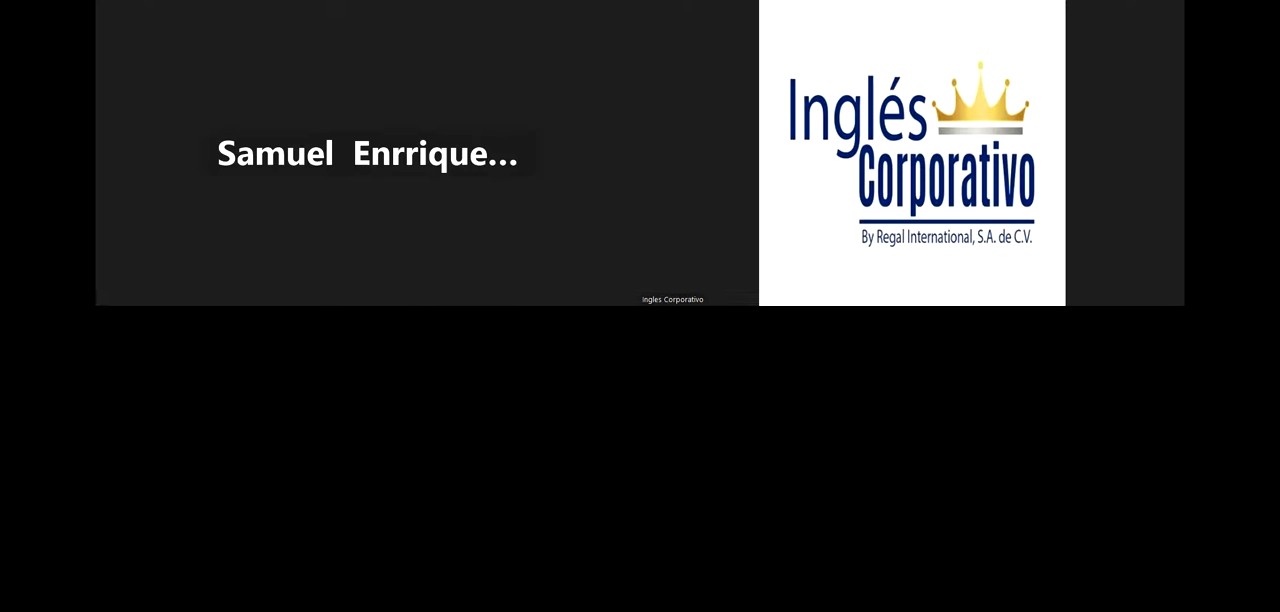 Samuel Enrrique...
Inglés
Corporativo
By Regal International, S.A. de C.V.
Ingles Corporativo